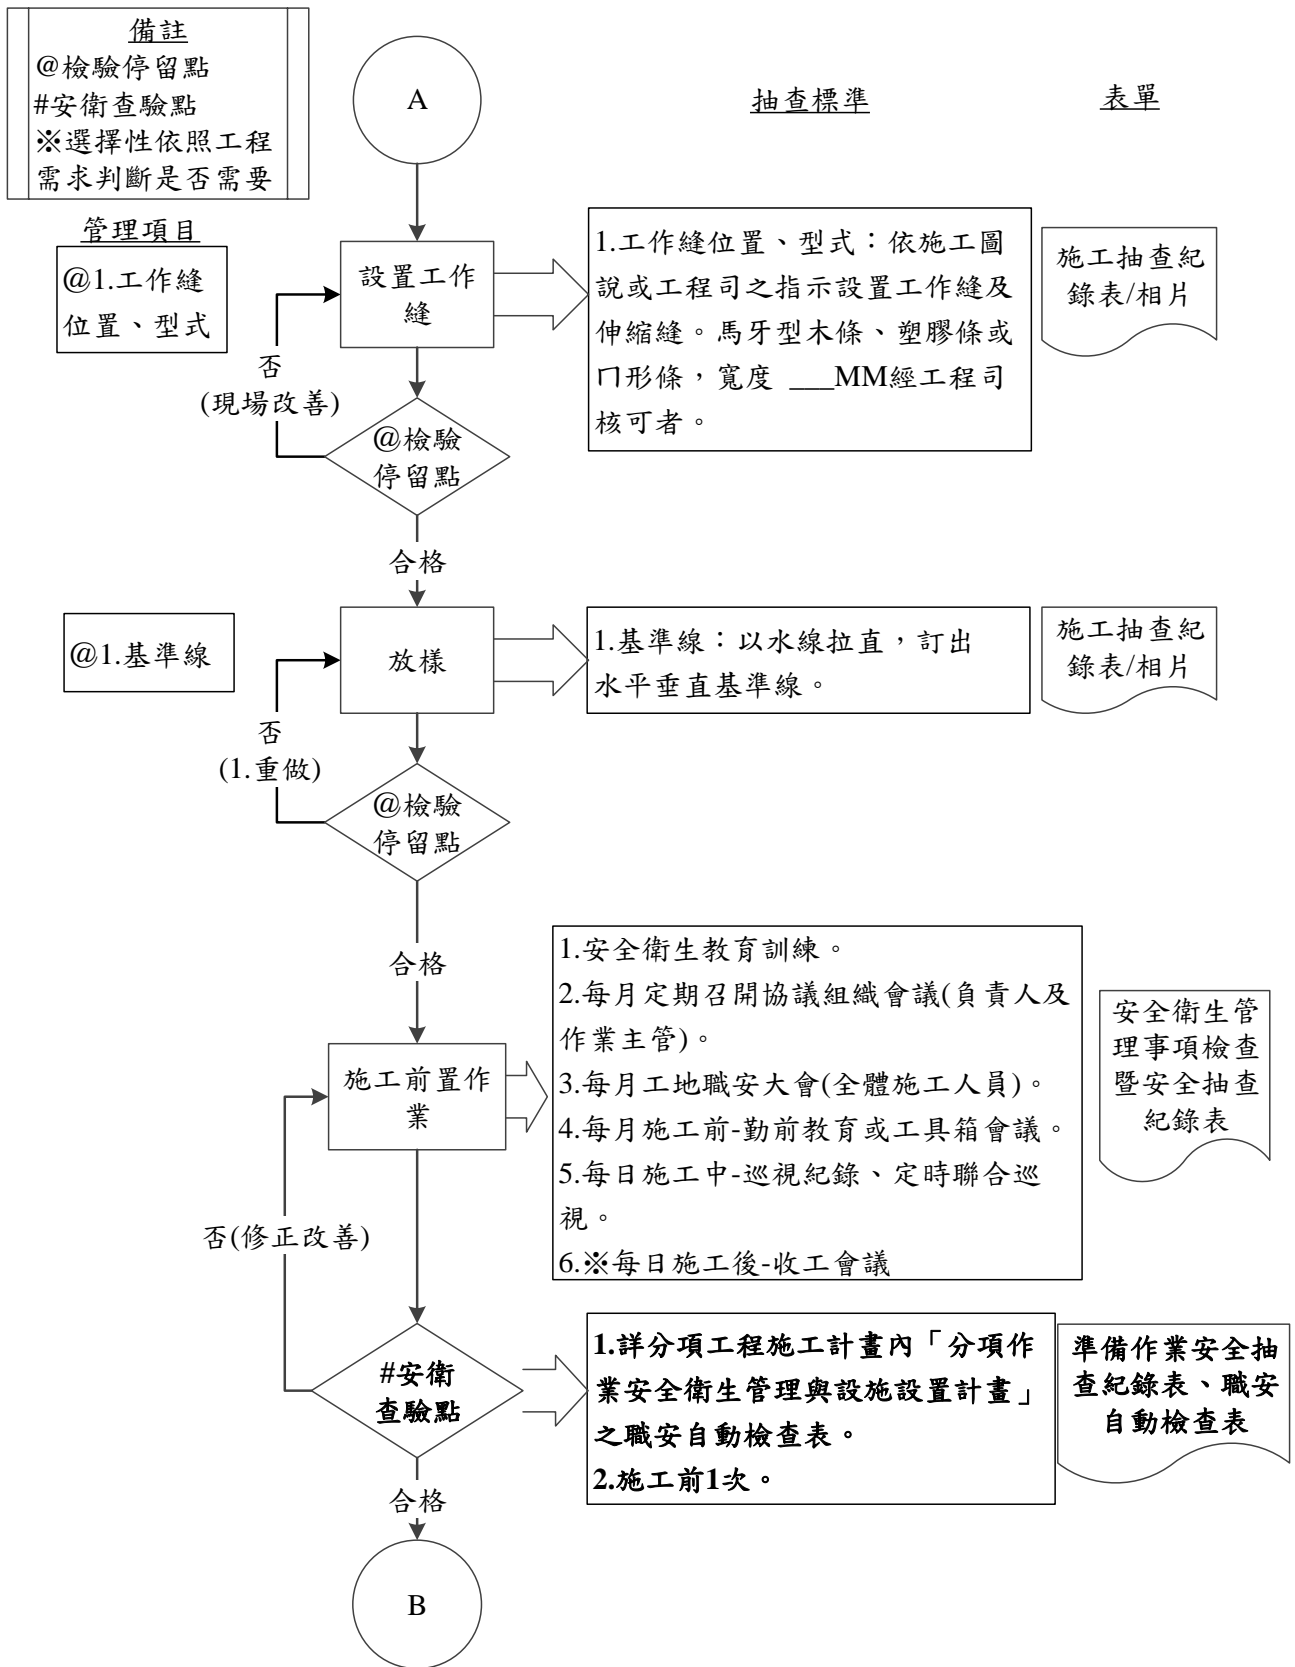 備註
@檢驗停留點
#安衛查驗點
※選擇性依照工程
需求判斷是否需要
A
抽查標準
表單
管理項目
@1.工作縫
位置、型式
設置工作
縫
1.工作縫位置、型式：依施工圖
說或工程司之指示設置工作縫及
伸縮縫。馬牙型木條、塑膠條或
冂形條，寬度 ___MM經工程司
核可者。
施工抽查紀
錄表/相片
否
(現場改善)
@檢驗
停留點
合格
@1.基準線
放樣
1.基準線：以水線拉直，訂出
水平垂直基準線。
施工抽查紀
錄表/相片
否
(1.重做)
@檢驗
停留點
合格
施工前置作
業
1.安全衛生教育訓練。
2.每月定期召開協議組織會議(負責人及
作業主管)。
3.每月工地職安大會(全體施工人員)。
4.每月施工前-勤前教育或工具箱會議。
5.每日施工中-巡視紀錄、定時聯合巡
視。
6.※每日施工後-收工會議
安全衛生管
理事項檢查
暨安全抽查
紀錄表
否(修正改善)
#安衛
查驗點
1.詳分項工程施工計畫內「分項作
業安全衛生管理與設施設置計畫」
之職安自動檢查表。
2.施工前1次。
準備作業安全抽
查紀錄表、職安
自動檢查表
合格
B